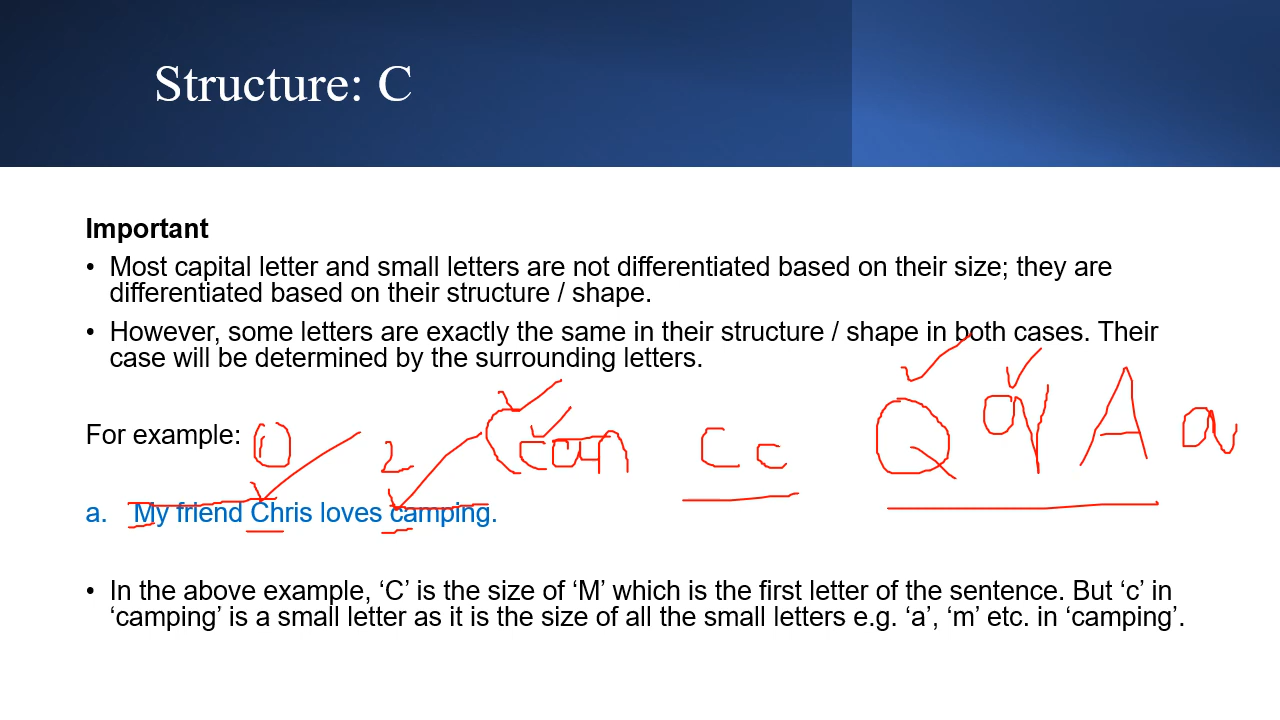 Structure: C
Important
• Most capital letter and small letters are not differentiated based on their size; they are
differentiated based on their structure / shape.
• However, some letters are exactly the same in their structure / shape in both cases. Their
case will be determined by the surrounding letters.
For example: 1 2 Ccan Cc Q q A a
a. My friend Chris loves camping.
• In the above example, ‘C’ is the size of ‘M’ which is the first letter of the sentence. But ‘c’ in
‘camping’ is a small letter as it is the size of all the small letters e.g. ‘a’, ‘m’ etc. in ‘camping’.